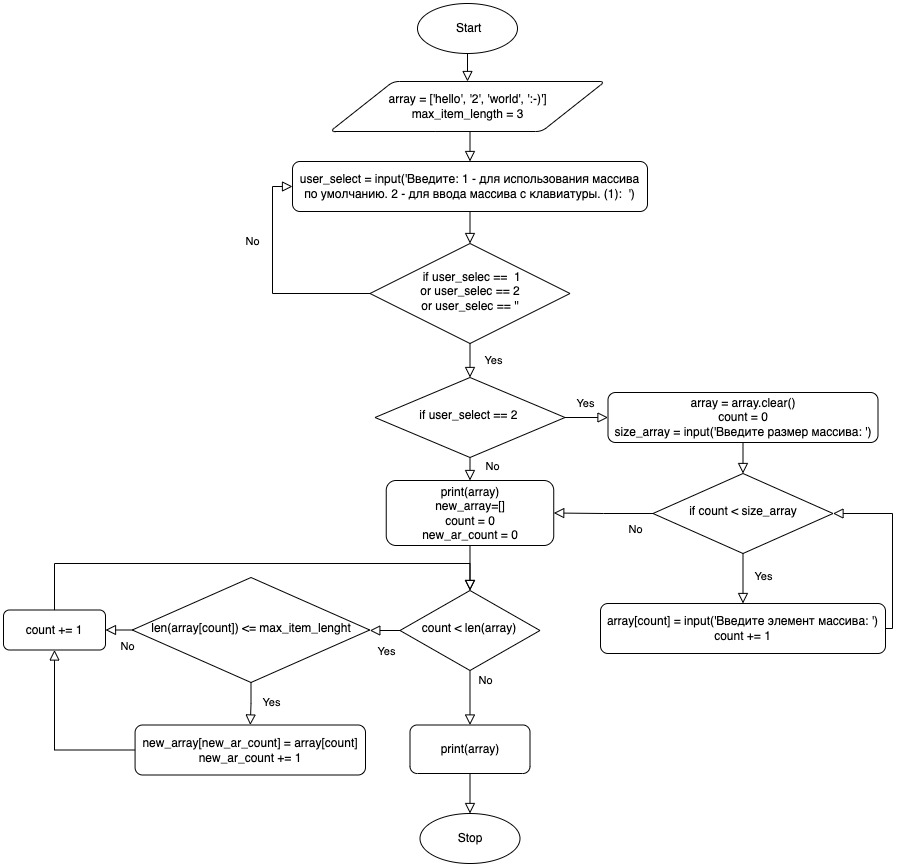 Start
array = ['hello', '2', 'world', ':-)']
max_item_length = 3
user_select = input('Введите: 1 - для использования массива
по умолчанию. 2 - для ввода массива с клавиатуры. (1):  ')
No
if user_selec ==  1
or user_selec == 2
or user_selec == ''
Yes
if user_select == 2
Yes
array = array.clear()
count = 0
size_array = input('Введите размер массива: ')
No
print(array)
new_array=[]
count = 0
new_ar_count = 0
if count < size_array
No
Yes
array[count] = input('Введите элемент массива: ')
count += 1
count < len(array)
Yes
len(array[count]) <= max_item_lenght
No
count += 1
Yes
new_array[new_ar_count] = array[count]
new_ar_count += 1
No
print(array)
Stop